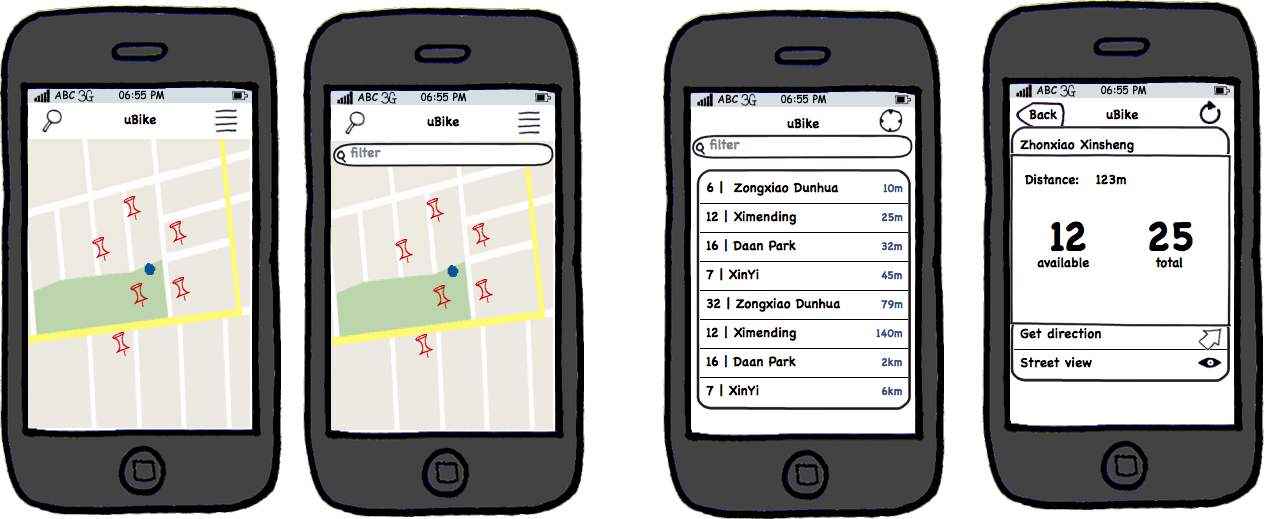 ABC 3G 06:55 PM
uBike
ABC 3G 06:55 PM
uBike
filter
ABC 3G 06:55 PM
uBike
filter
6 | Zongxiao Dunhua 10m
12 | Ximending 25m
16 | Daan Park 32m
7 | XinYi 45m
32 | Zongxiao Dunhua 79m
12 | Ximending 140m
16 | Daan Park 2km
7 | XinYi 6km
ABC 3G 06:55 PM
Back uBike
Zhonxiao Xinsheng
Distance: 123m
12 25
available total
Get direction
Street view